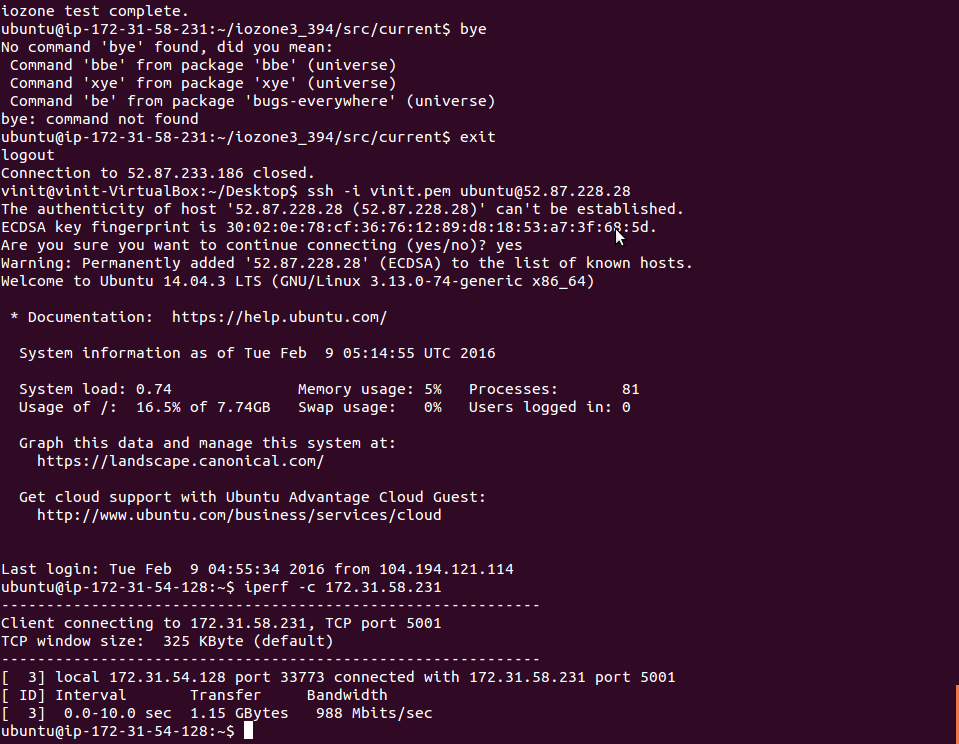 iozone test complete.
ubuntu@ip-172-31-58-231:~/iozone3_394/src/current$ bye
No command 'bye' found, did you mean:
 Command 'bbe' from package 'bbe' (universe)
 Command 'xye' from package 'xye' (universe)
 Command 'be' from package 'bugs-everywhere' (universe)
bye: command not found
ubuntu@ip-172-31-58-231:~/iozone3_394/src/current$ exit
logout
Connection to 52.87.233.186 closed.
vinit@vinit-VirtualBox:~/Desktop$ ssh -i vinit.pem ubuntu@52.87.228.28
The authenticity of host '52.87.228.28 (52.87.228.28)' can't be established.
ECDSA key fingerprint is 30:02:0e:78:cf:36:76:12:89:d8:18:53:a7:3f:68:5d.
Are you sure you want to continue connecting (yes/no)? yes
Warning: Permanently added '52.87.228.28' (ECDSA) to the list of known hosts.
Welcome to Ubuntu 14.04.3 LTS (GNU/Linux 3.13.0-74-generic x86_64)

 * Documentation:  https://help.ubuntu.com/

  System information as of Tue Feb  9 05:14:55 UTC 2016

  System load: 0.74              Memory usage: 5%   Processes:       81
  Usage of /:  16.5% of 7.74GB   Swap usage:   0%   Users logged in: 0

  Graph this data and manage this system at:
    https://landscape.canonical.com/

  Get cloud support with Ubuntu Advantage Cloud Guest:
    http://www.ubuntu.com/business/services/cloud


Last login: Tue Feb  9 04:55:34 2016 from 104.194.121.114
ubuntu@ip-172-31-54-128:~$ iperf -c 172.31.58.231
------------------------------------------------------------
Client connecting to 172.31.58.231, TCP port 5001
TCP window size:  325 KByte (default)
------------------------------------------------------------
[  3] local 172.31.54.128 port 33773 connected with 172.31.58.231 port 5001
[ ID] Interval       Transfer     Bandwidth
[  3]  0.0-10.0 sec  1.15 GBytes   988 Mbits/sec
ubuntu@ip-172-31-54-128:~$